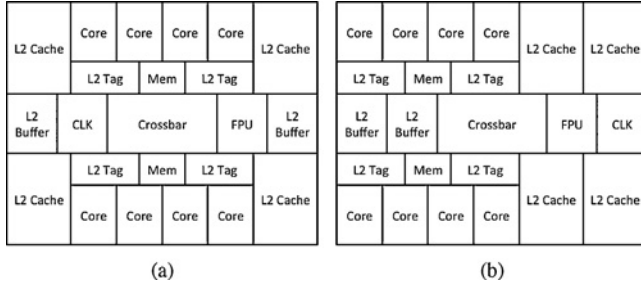 L2 Cache Core Core Core Core L2 Cache
L2 Tag Mem L2 Tag
L2 Buffer CLK Crossbar FPU L2 Buffer
L2 Tag Mem L2 Tag
L2 Cache Core Core Core Core L2 Cache
(a)
Core Core Core Core L2 Cache L2 Cache
L2 Tag Mem L2 Tag
L2 Buffer L2 Buffer Crossbar FPU CLK
L2 Tag Mem L2 Tag
Core Core Core Core L2 Cache L2 Cache
(b)